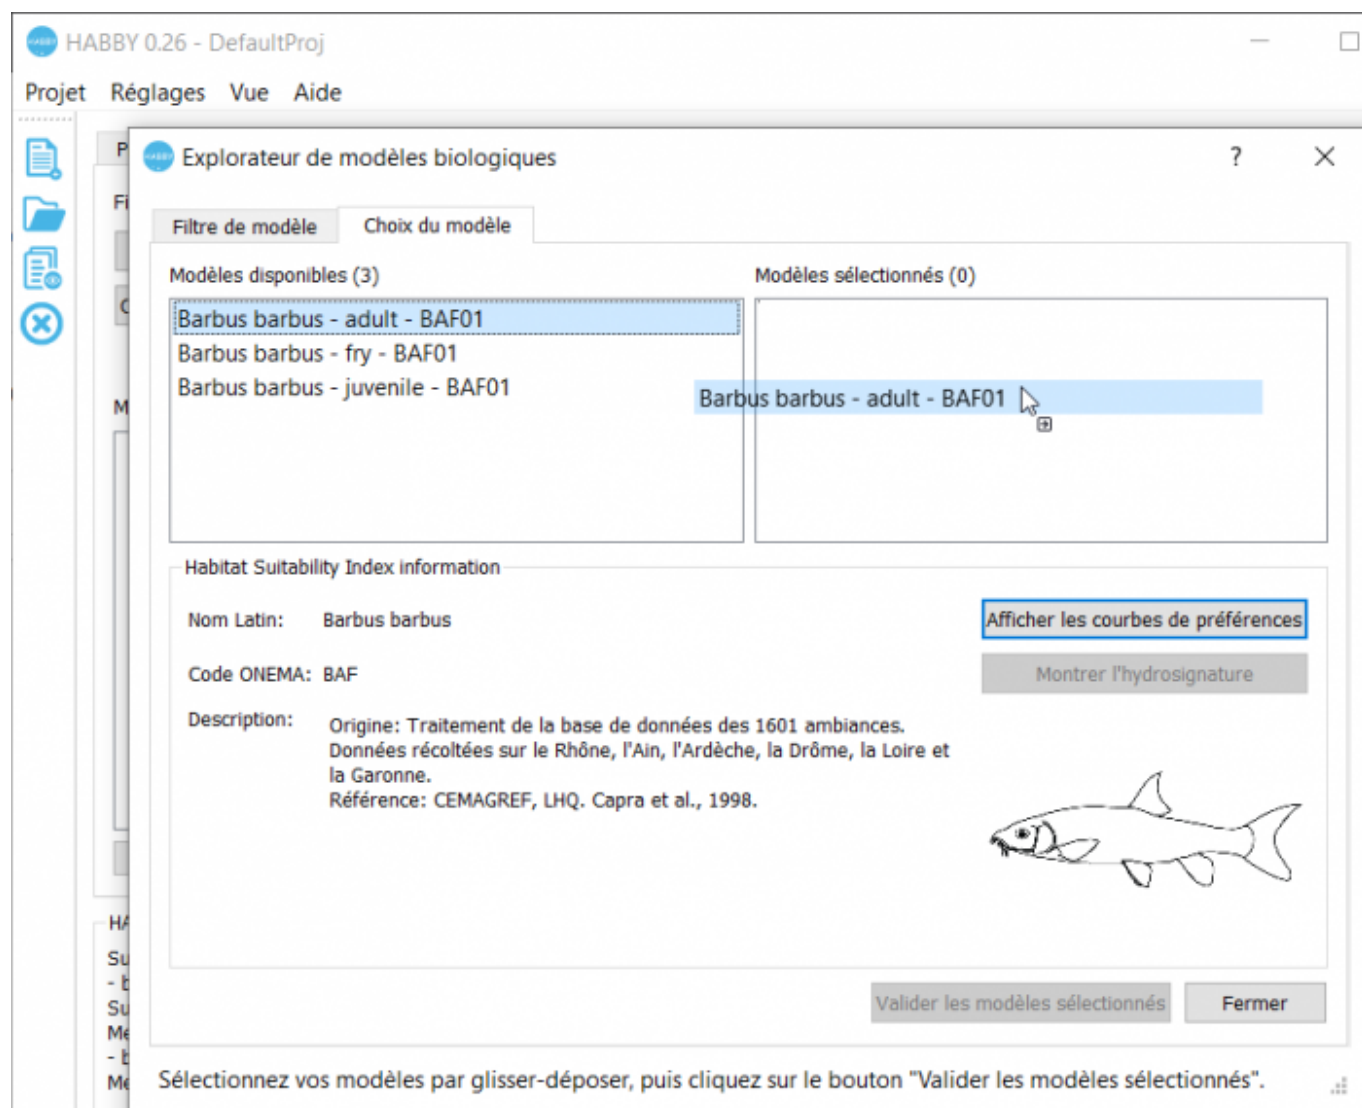 HABBY 0.26 - DefaultProj
Projet Réglages Vue Aide
HABBY Explorateur de modèles biologiques ?
Filtre de modèle Choix du modèle
Modèles disponibles (3) Modèles sélectionnés (0)
Barbus barbus - adult - BAF01
Barbus barbus - fry - BAF01
Barbus barbus - juvenile - BAF01
Barbus barbus - adult - BAF01
Habitat Suitability Index information
Nom Latin: Barbus barbus
Afficher les courbes de préférences
Code ONEMA: BAF
Montrer l'hydrosignature
Description: Origine: Traitement de la base de données des 1601 ambiances.
Données récoltées sur le Rhône, l'Ain, l'Ardèche, la Drôme, la Loire et
la Garonne.
Référence: CEMAGREF, LHQ. Capra et al., 1998.
Valider les modèles sélectionnés Fermer
Sélectionnez vos modèles par glisser-déposer, puis cliquez sur le bouton "Valider les modèles sélectionnés".